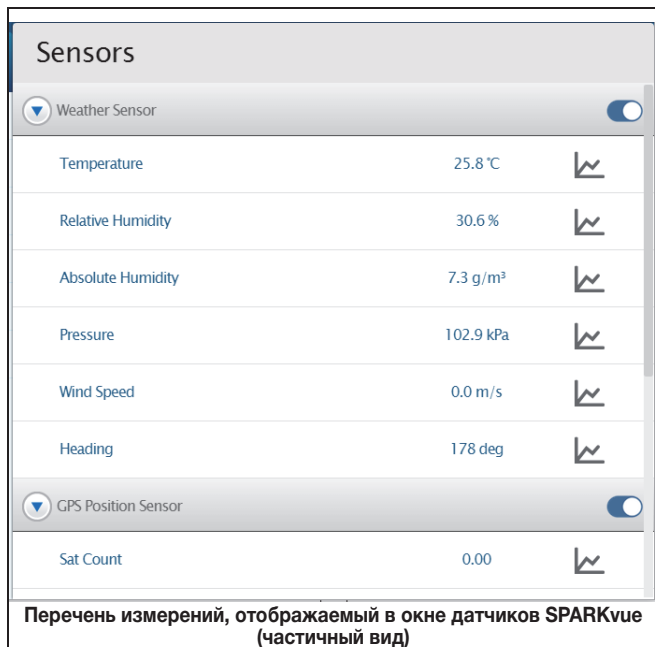 Sensors
Weather Sensor
Temperature 25.8 °C
Relative Humidity 30.6 %
Absolute Humidity 7.3 g/m³
Pressure 102.9 kPa
Wind Speed 0.0 m/s
Heading 178 deg
GPS Position Sensor
Sat Count 0.00
Перечень измерений, отображаемый в окне датчиков SPARKvue
(частичный вид)